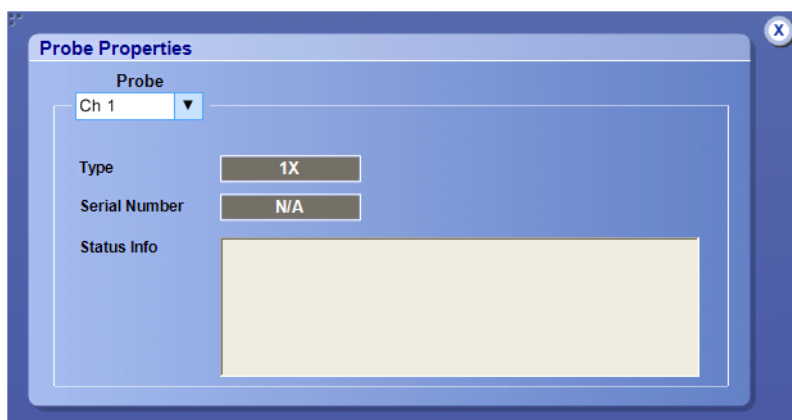 X
Probe Properties
Probe
Ch 1
Type 1X
Serial Number N/A
Status Info